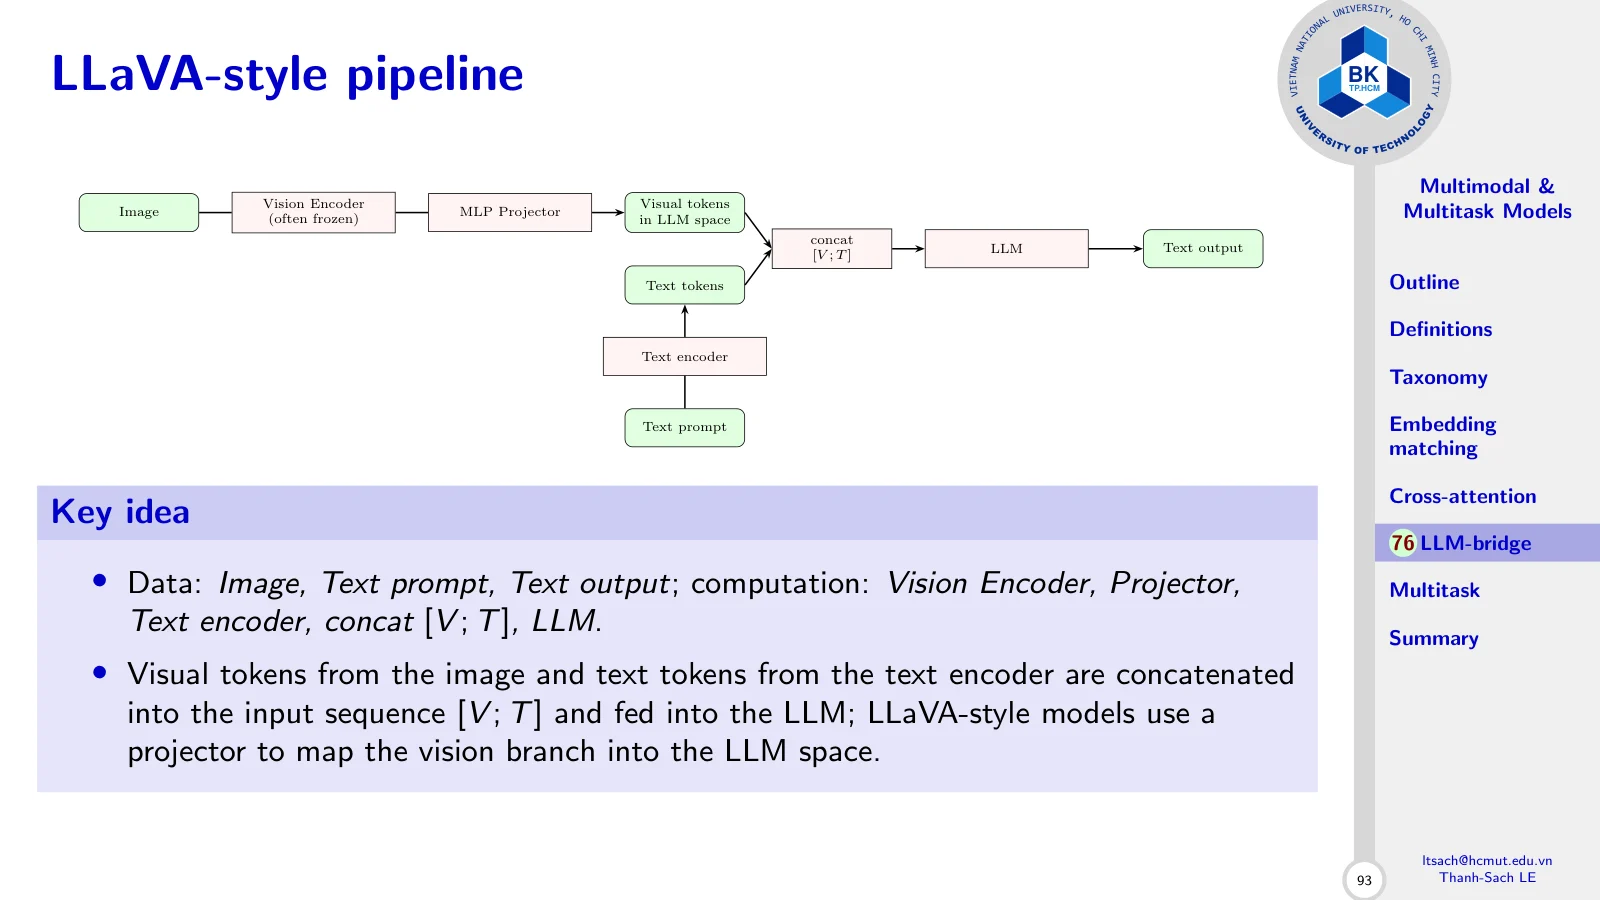 LLaVA-style pipeline
Image
Vision Encoder
(often frozen)
MLP Projector
Visual tokens
in LLM space
concat
[V; T]
LLM
Text output
Text tokens
Text encoder
Text prompt
Key idea
• Data: Image, Text prompt, Text output; computation: Vision Encoder, Projector,
Text encoder, concat [V; T], LLM.
• Visual tokens from the image and text tokens from the text encoder are concatenated
into the input sequence [V; T] and fed into the LLM; LLaVA-style models use a
projector to map the vision branch into the LLM space.
VIETNAM NATIONAL UNIVERSITY, HO CHI MINH CITY
BK
TP.HCM
UNIVERSITY OF TECHNOLOGY
Multimodal &
Multitask Models
Outline
Definitions
Taxonomy
Embedding
matching
Cross-attention
76 LLM-bridge
Multitask
Summary
93
ltsach@hcmut.edu.vn
Thanh-Sach LE